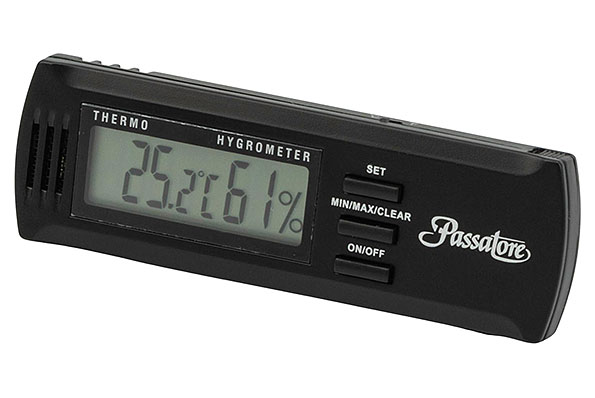 THERMO HYGROMETER
25.2°C 61%
SET
MIN/MAX/CLEAR
ON/OFF
Passatore